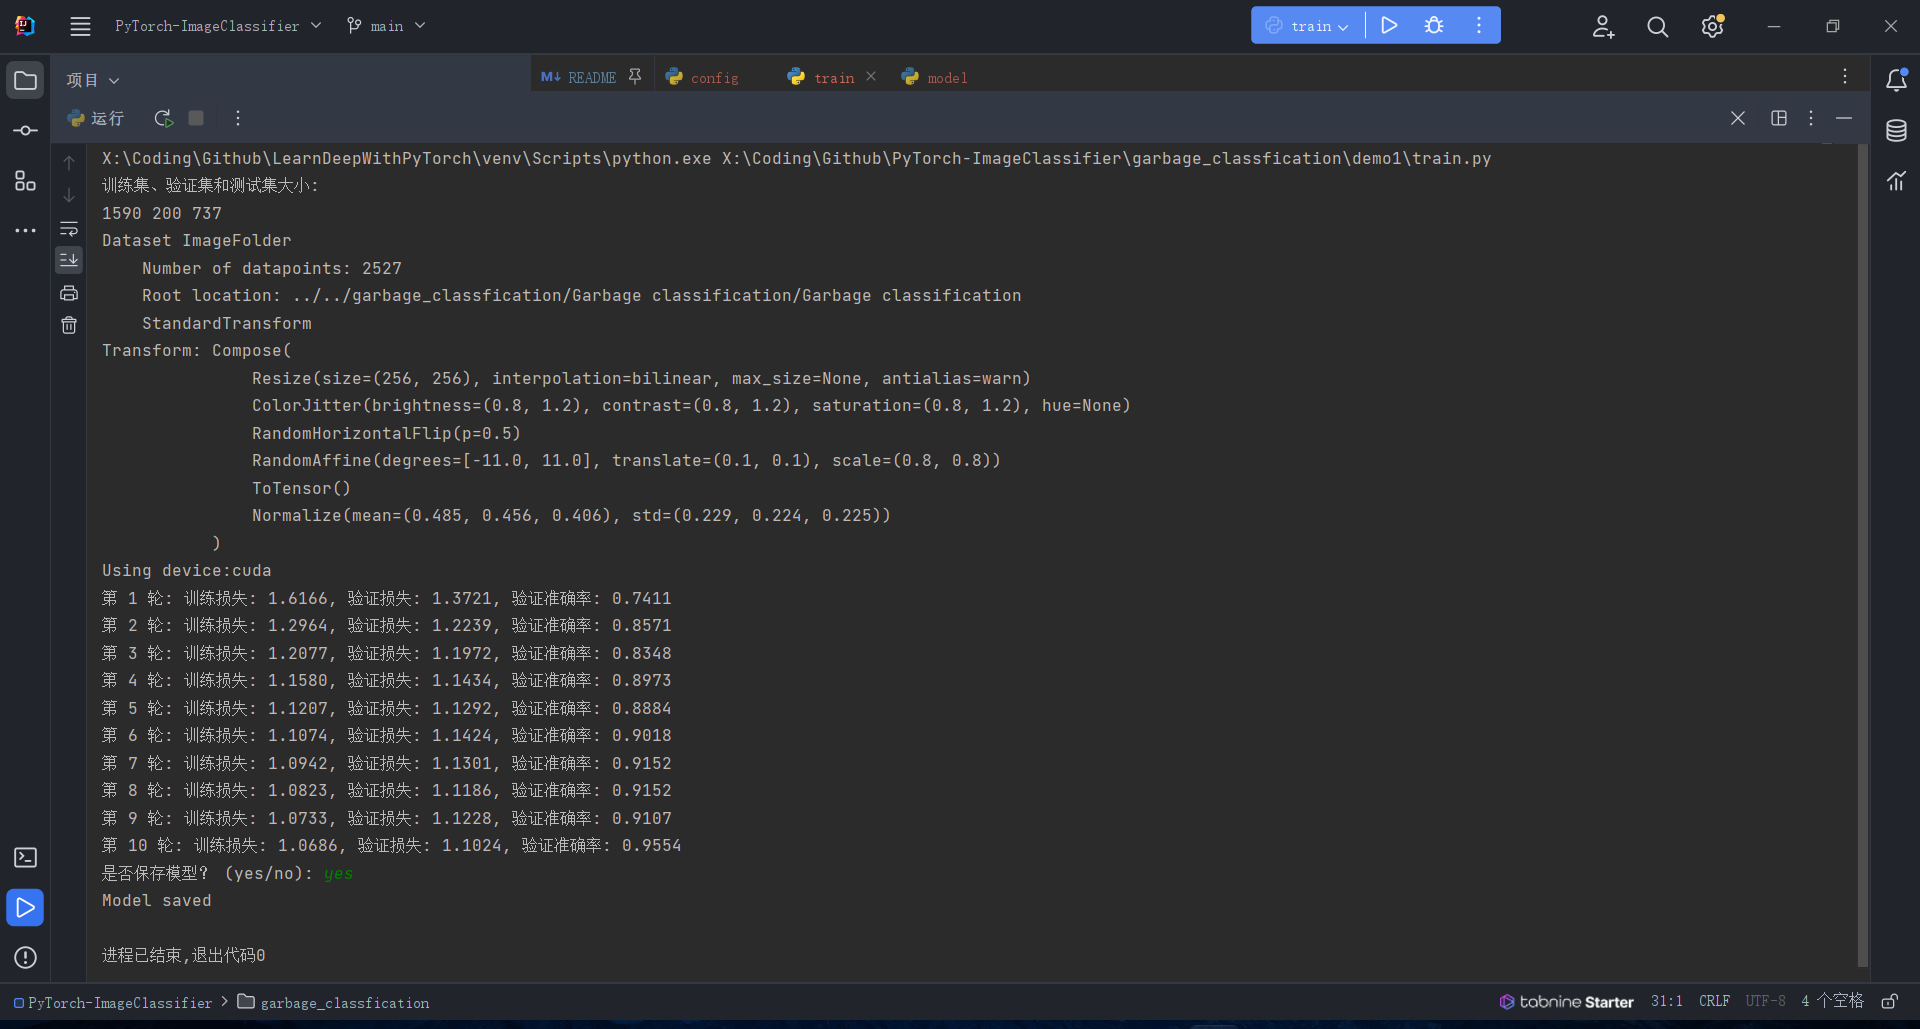 PyTorch-ImageClassifier main train
项目 README config train model
运行
X:\Coding\Github\LearnDeepWithPyTorch\venv\Scripts\python.exe X:\Coding\Github\PyTorch-ImageClassifier\garbage_classfication\demo1\train.py
训练集、验证集和测试集大小:
1590 200 737
Dataset ImageFolder
    Number of datapoints: 2527
    Root location: ../../garbage_classfication/Garbage classification/Garbage classification
    StandardTransform
Transform: Compose(
               Resize(size=(256, 256), interpolation=bilinear, max_size=None, antialias=warn)
               ColorJitter(brightness=(0.8, 1.2), contrast=(0.8, 1.2), saturation=(0.8, 1.2), hue=None)
               RandomHorizontalFlip(p=0.5)
               RandomAffine(degrees=[-11.0, 11.0], translate=(0.1, 0.1), scale=(0.8, 0.8))
               ToTensor()
               Normalize(mean=(0.485, 0.456, 0.406), std=(0.229, 0.224, 0.225))
           )
Using device:cuda
第 1 轮: 训练损失: 1.6166, 验证损失: 1.3721, 验证准确率: 0.7411
第 2 轮: 训练损失: 1.2964, 验证损失: 1.2239, 验证准确率: 0.8571
第 3 轮: 训练损失: 1.2077, 验证损失: 1.1972, 验证准确率: 0.8348
第 4 轮: 训练损失: 1.1580, 验证损失: 1.1434, 验证准确率: 0.8973
第 5 轮: 训练损失: 1.1207, 验证损失: 1.1292, 验证准确率: 0.8884
第 6 轮: 训练损失: 1.1074, 验证损失: 1.1424, 验证准确率: 0.9018
第 7 轮: 训练损失: 1.0942, 验证损失: 1.1301, 验证准确率: 0.9152
第 8 轮: 训练损失: 1.0823, 验证损失: 1.1186, 验证准确率: 0.9152
第 9 轮: 训练损失: 1.0733, 验证损失: 1.1228, 验证准确率: 0.9107
第 10 轮: 训练损失: 1.0686, 验证损失: 1.1024, 验证准确率: 0.9554
是否保存模型? (yes/no): yes
Model saved
进程已结束,退出代码0
PyTorch-ImageClassifier > garbage_classfication tabnine Starter 31:1 CRLF UTF-8 4 个空格